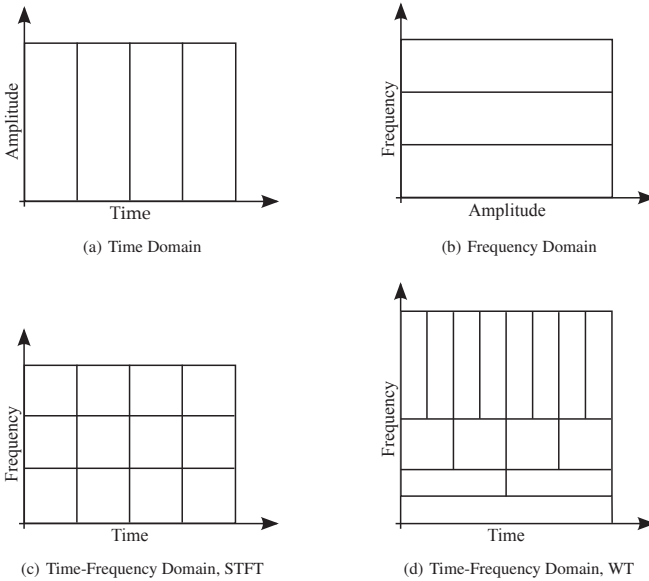 Amplitude
Time
(a) Time Domain
Frequency
Amplitude
(b) Frequency Domain
Frequency
Time
(c) Time-Frequency Domain, STFT
Frequency
Time
(d) Time-Frequency Domain, WT